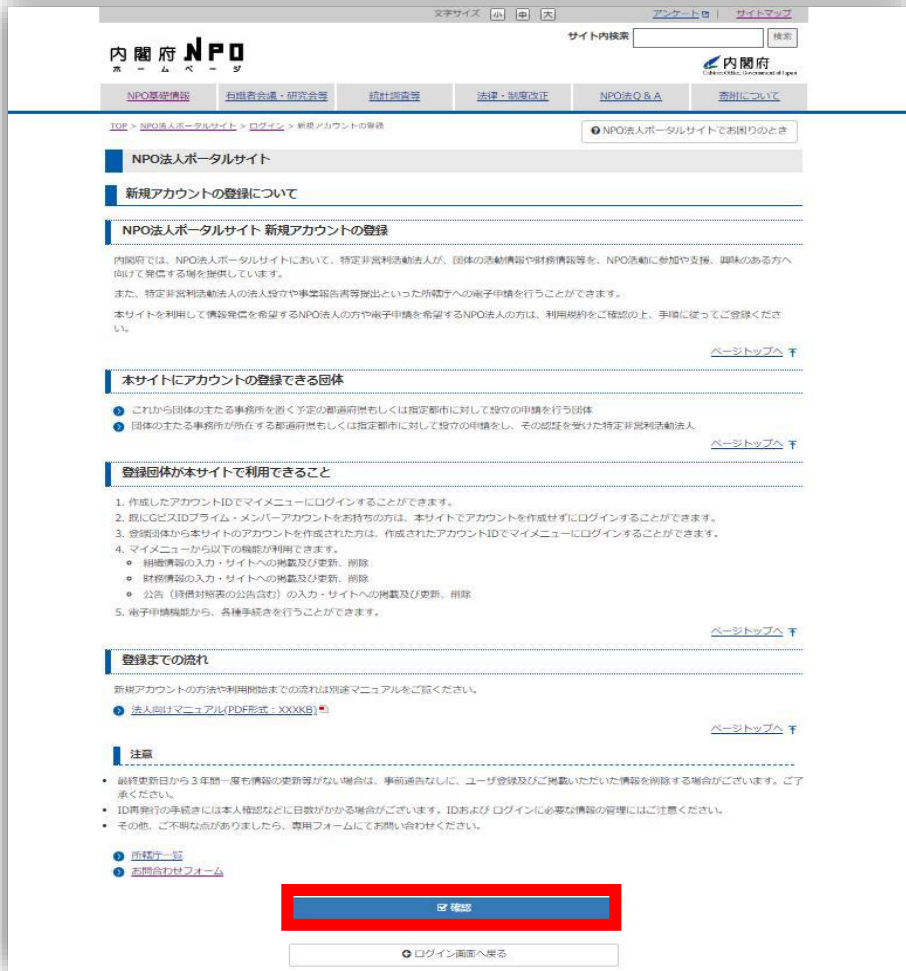 文字サイズ 小 中 大 アンケート | サイトマップ
サイト内検索 検索
内閣府 NPO
ホームページ
内閣府
Cabinet Office, Government of Japan
NPO基礎情報 有識者会議・研究会等 統計調査等 法律・制度改正 NPO法Q&A 寄附について
TOP > NPO法人ポータルサイト > ログイン > 新規アカウントの登録
NPO法人ポータルサイトでお困りのとき
NPO法人ポータルサイト
新規アカウントの登録について
NPO法人ポータルサイト 新規アカウントの登録
内閣府では、NPO法人ポータルサイトにおいて、特定非営利活動法人が、団体の活動情報や財務情報等を、NPO活動に参加や支援、興味のある方へ
向けて発信する場を提供しています。
また、特定非営利活動法人の法人設立や事業報告書等提出といった所轄庁への電子申請を行うことができます。
本サイトを利用して情報発信を希望するNPO法人の方や電子申請を希望するNPO法人の方は、利用規約をご確認の上、手順に従ってご登録くださ
い。
ページトップへ
本サイトにアカウントの登録できる団体
これから団体の主たる事務所を置く予定の都道府県もしくは指定都市に対して設立の申請を行う団体
団体の主たる事務所が所在する都道府県もしくは指定都市に対して設立の申請をし、その認証を受けた特定非営利活動法人
ページトップへ
登録団体が本サイトで利用できること
1. 作成したアカウントIDでマイメニューにログインすることができます。
2. 既にGビズIDプライム・メンバーアカウントをお持ちの方は、本サイトでアカウントを作成せずにログインすることができます。
3. 登録団体から本サイトのアカウントを作成された方は、作成されたアカウントIDでマイメニューにログインすることができます。
4. マイメニューから以下の機能が利用できます。
組織情報の入力・サイトへの掲載及び更新、削除
財務情報の入力・サイトへの掲載及び更新、削除
公告（貸借対照表の公告含む）の入力・サイトへの掲載及び更新、削除
5. 電子申請機能から、各種手続きを行うことができます。
ページトップへ
登録までの流れ
新規アカウントの方法や利用開始までの流れは別途マニュアルをご覧ください。
法人向けマニュアル(PDF形式：XXXKB)
ページトップへ
注意
• 最終更新日から３年間一度も情報の更新等がない場合は、事前通告なしに、ユーザ登録及びご掲載いただいた情報を削除する場合がございます。ご了
承ください。
• ID再発行の手続きには本人確認などに日数がかかる場合がございます。IDおよび ログインに必要な情報の管理にはご注意ください。
• その他、ご不明な点がありましたら、専用フォームにてお問い合わせください。
所轄庁一覧
お問合わせフォーム
確認
ログイン画面へ戻る